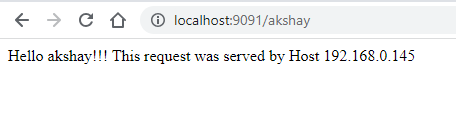 localhost:9091/akshay
Hello akshay!!! This request was served by Host 192.168.0.145